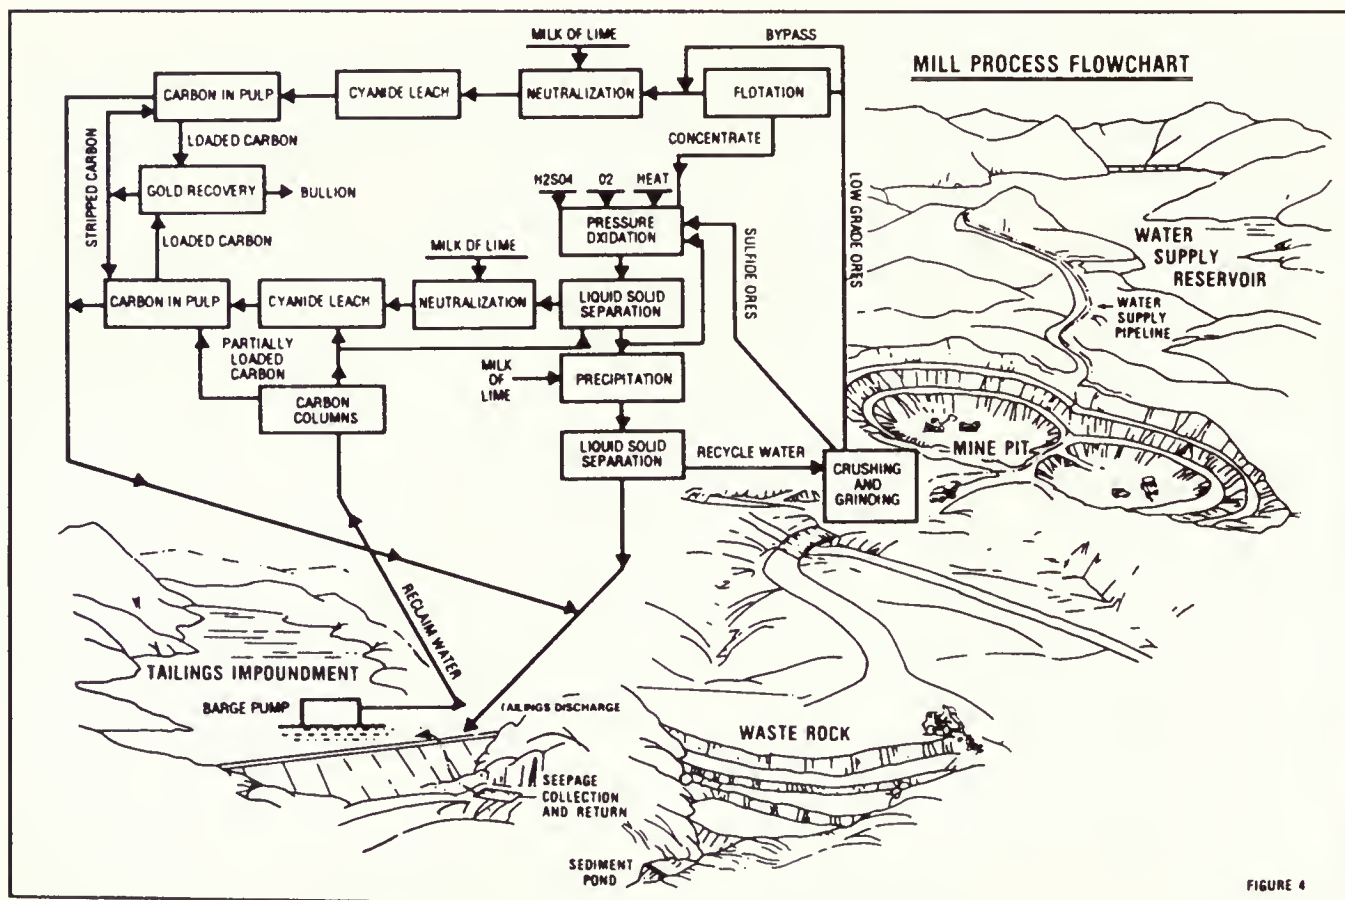 MILL PROCESS FLOWCHART
MILK OF LIME
BYPASS
CARBON IN PULP
CYANIDE LEACH
NEUTRALIZATION
FLOTATION
CONCENTRATE
LOADED CARBON
STRIPPED CARBON
GOLD RECOVERY
BULLION
LOADED CARBON
H2SO4
O2
HEAT
PRESSURE
OXIDATION
SULFIDE ORES
LOW GRADE ORES
MILK OF LIME
CARBON IN PULP
CYANIDE LEACH
NEUTRALIZATION
LIQUID SOLID
SEPARATION
PARTIALLY
LOADED
CARBON
MILK
OF
LIME
PRECIPITATION
CARBON
COLUMNS
LIQUID SOLID
SEPARATION
RECYCLE WATER
CRUSHING
AND
GRINDING
WATER
SUPPLY
RESERVOIR
WATER
SUPPLY
PIPELINE
MINE PIT
RECLAIM WATER
TAILINGS IMPOUNDMENT
BARGE PUMP
TAILINGS DISCHARGE
WASTE ROCK
SEEPAGE
COLLECTION
AND RETURN
SEDIMENT
POND
FIGURE 4